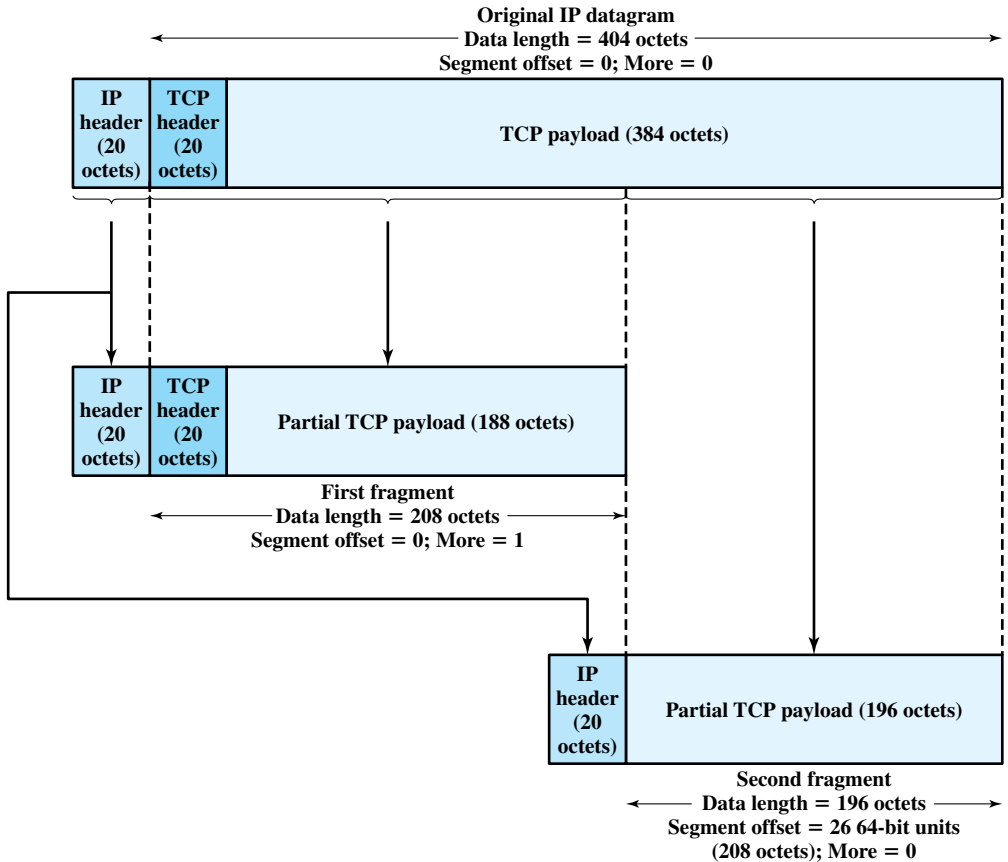 Original IP datagram
Data length = 404 octets
Segment offset = 0; More = 0
IP
header
(20
octets)
TCP
header
(20
octets)
TCP payload (384 octets)
IP
header
(20
octets)
TCP
header
(20
octets)
Partial TCP payload (188 octets)
First fragment
Data length = 208 octets
Segment offset = 0; More = 1
IP
header
(20
octets)
Partial TCP payload (196 octets)
Second fragment
Data length = 196 octets
Segment offset = 26 64-bit units
(208 octets); More = 0